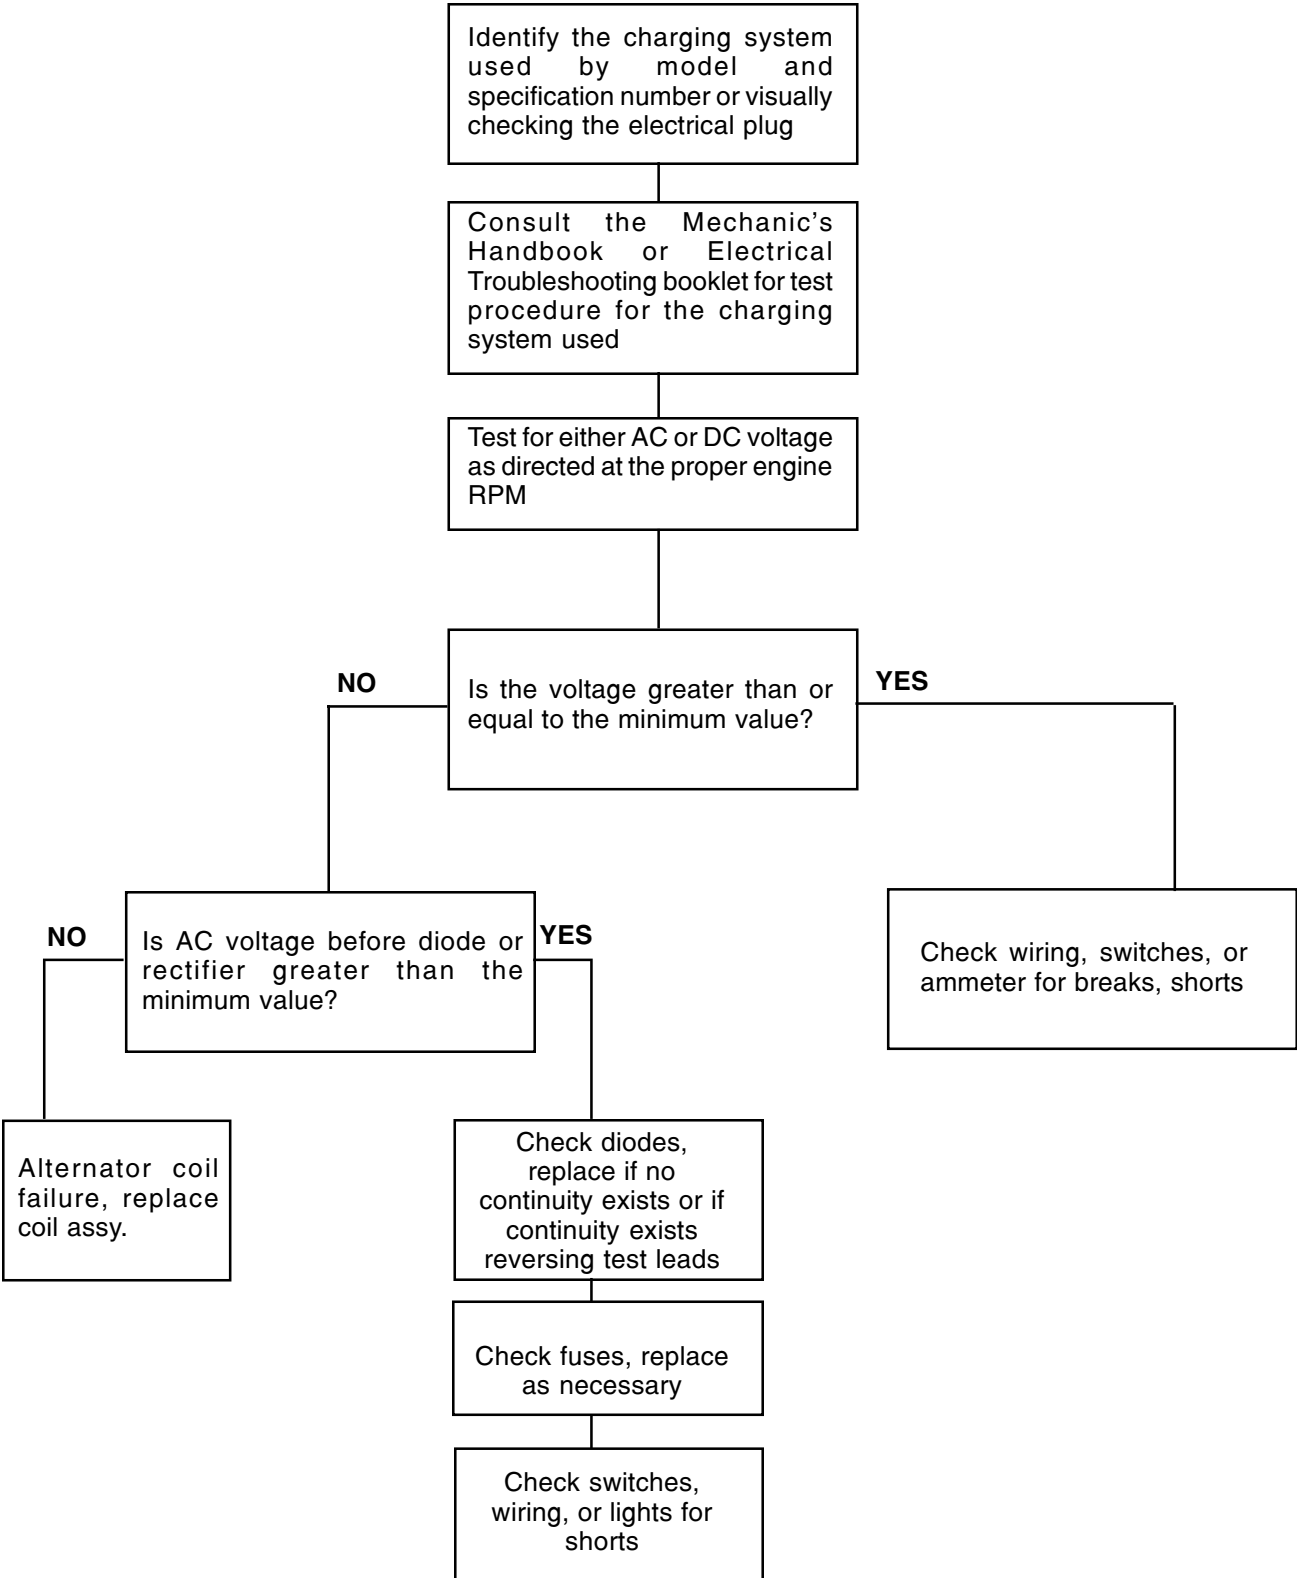 Identify the charging system
used by model and
specification number or visually
checking the electrical plug
Consult the Mechanic's
Handbook or Electrical
Troubleshooting booklet for test
procedure for the charging
system used
Test for either AC or DC voltage
as directed at the proper engine
RPM
NO
YES
Is the voltage greater than or
equal to the minimum value?
NO
YES
Is AC voltage before diode or
rectifier greater than the
minimum value?
Check wiring, switches, or
ammeter for breaks, shorts
Alternator coil
failure, replace
coil assy.
Check diodes,
replace if no
continuity exists or if
continuity exists
reversing test leads
Check fuses, replace
as necessary
Check switches,
wiring, or lights for
shorts